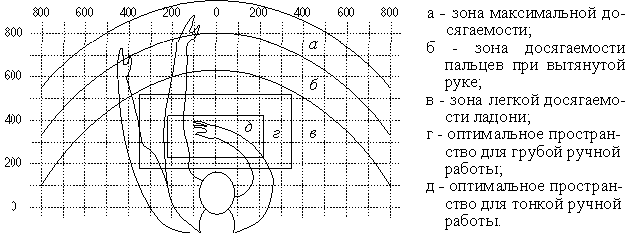 800 600 400 200 0 200 400 600 800
800
600
400
200
0
а
б
в
г
д
а - зона максимальной до-
сягаемости;
б - зона досягаемости
пальцев при вытянутой
руке;
в - зона легкой досягаемо-
сти ладони;
г - оптимальное простран-
ство для грубой ручной
работы;
д - оптимальное простран-
ство для тонкой ручной
работы.